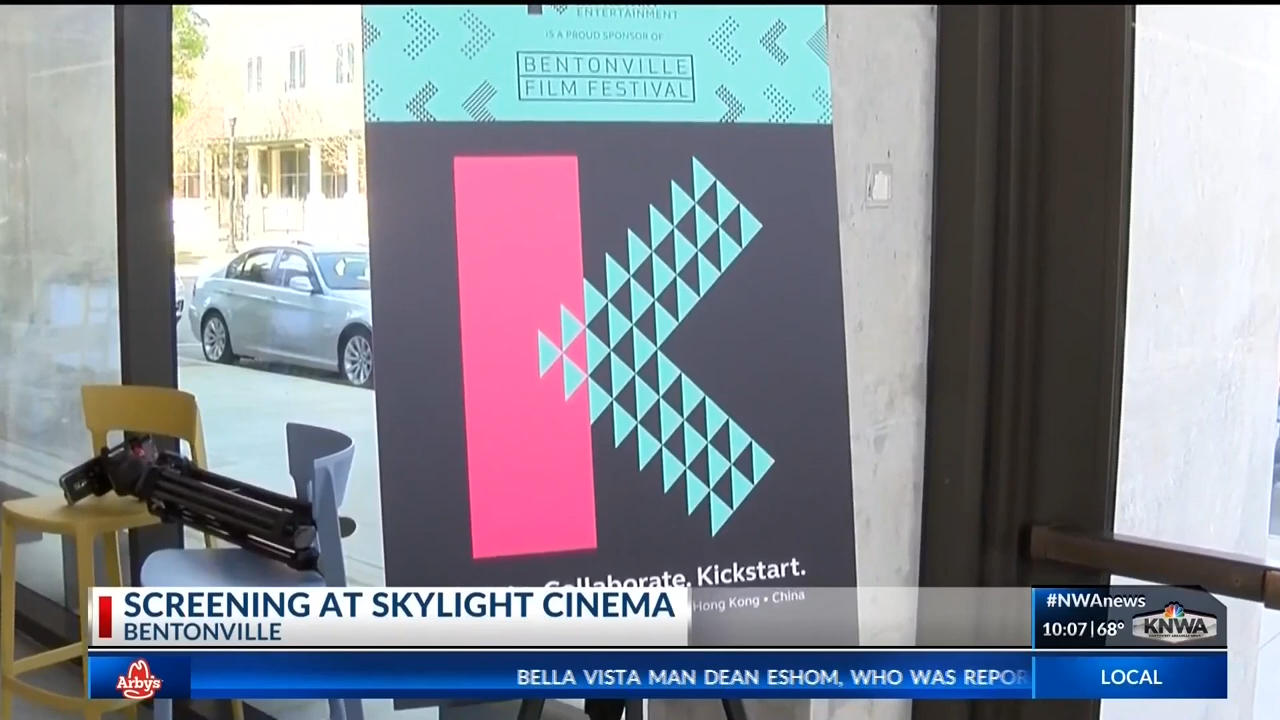 ENTERTAINMENT
IS A PROUD SPONSOR OF
BENTONVILLE
FILM FESTIVAL
Collaborate. Kickstart.
Hong Kong • China
SCREENING AT SKYLIGHT CINEMA
BENTONVILLE
#NWAnews
10:07 | 68°
KNWA
Arby's
BELLA VISTA MAN DEAN ESHOM, WHO WAS REPOR
LOCAL